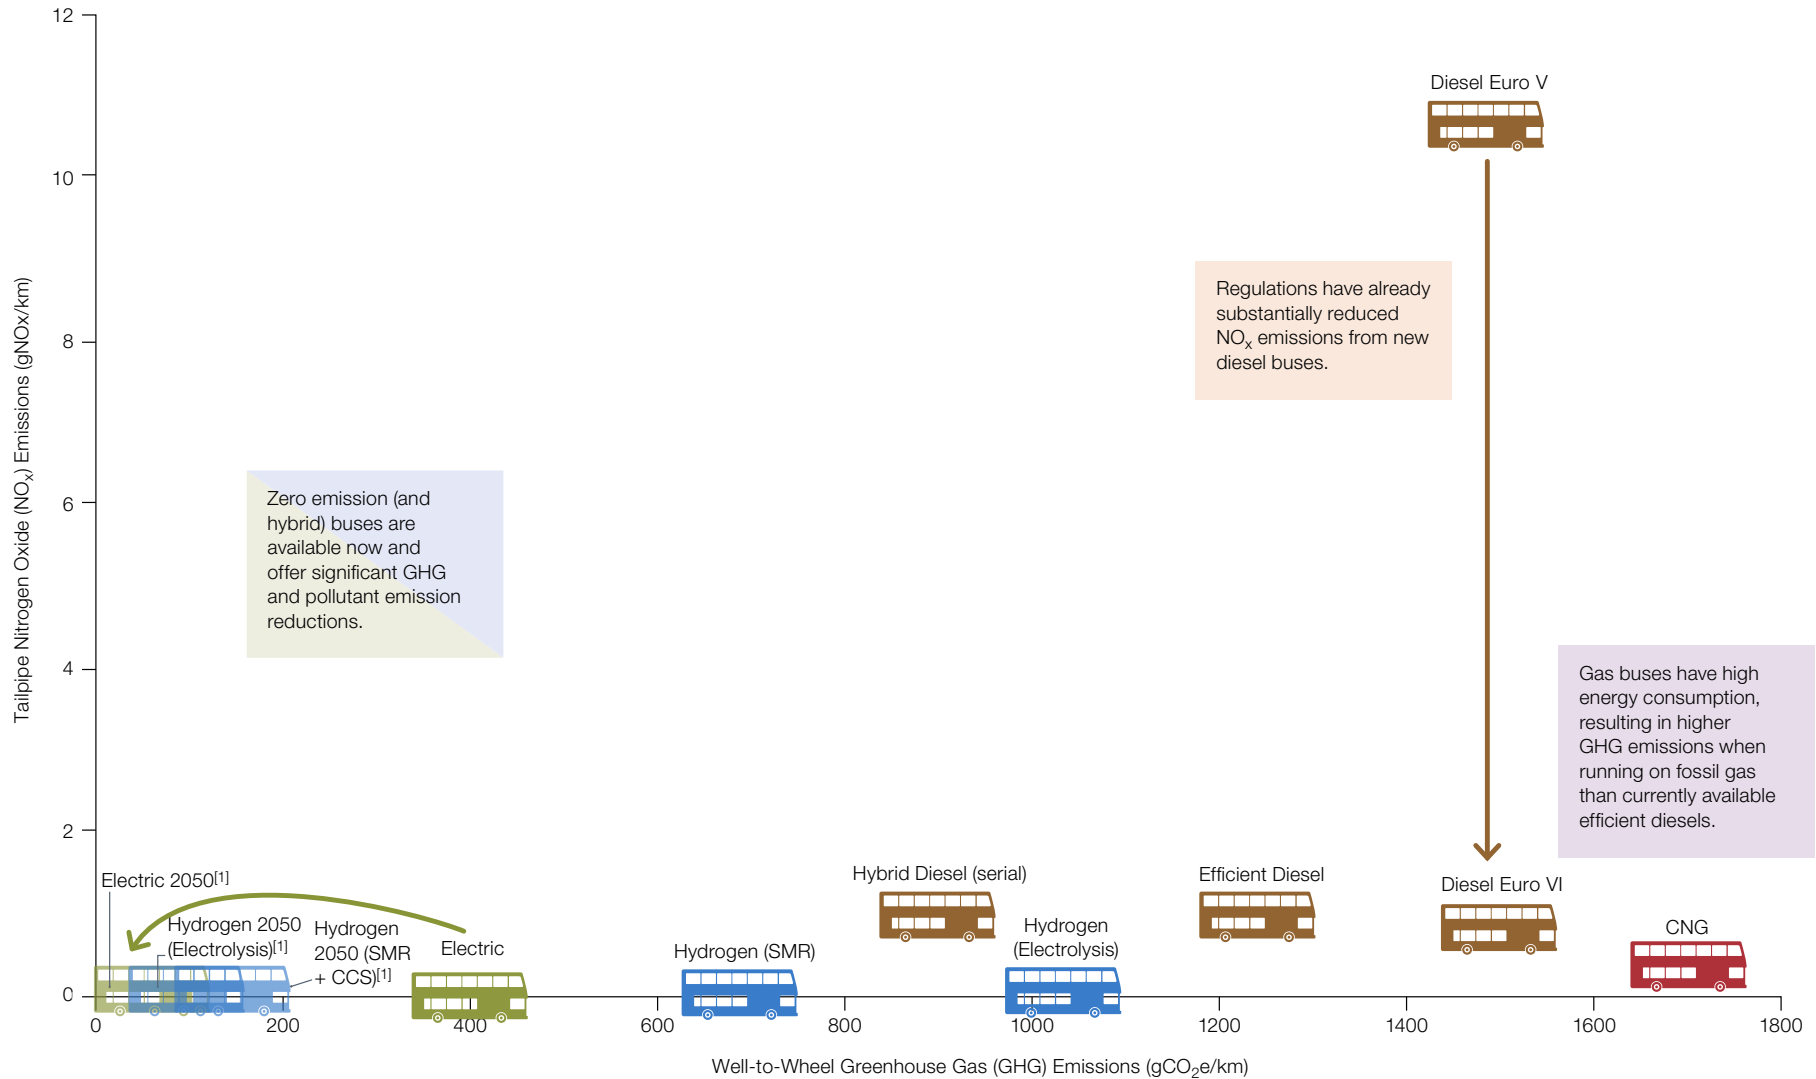 12
10
8
6
4
2
0
Tailpipe Nitrogen Oxide (NOx) Emissions (gNOx/km)
Diesel Euro V
Regulations have already
substantially reduced
NOx emissions from new
diesel buses.
Zero emission (and
hybrid) buses are
available now and
offer significant GHG
and pollutant emission
reductions.
Gas buses have high
energy consumption,
resulting in higher
GHG emissions when
running on fossil gas
than currently available
efficient diesels.
Electric 2050[1]
Hydrogen 2050
(Electrolysis)[1]
Hydrogen
2050 (SMR
+ CCS)[1]
Electric
Hydrogen (SMR)
Hybrid Diesel (serial)
Hydrogen
(Electrolysis)
Efficient Diesel
Diesel Euro VI
CNG
0
200
400
600
800
1000
1200
1400
1600
1800
Well-to-Wheel Greenhouse Gas (GHG) Emissions (gCO2e/km)